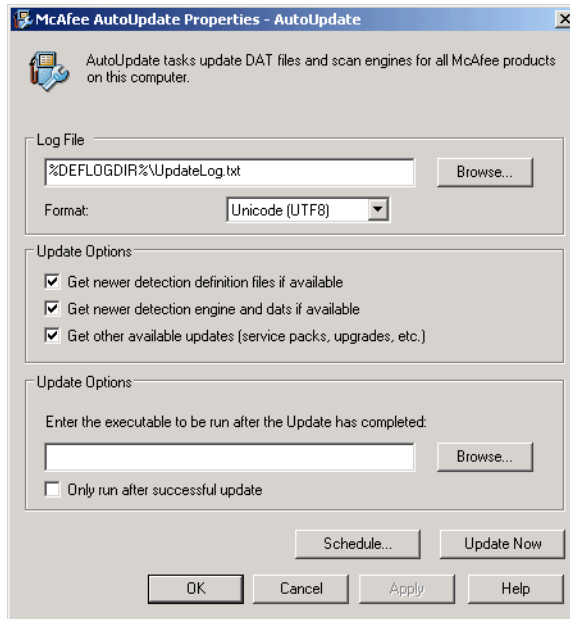 McAfee AutoUpdate Properties - AutoUpdate
AutoUpdate tasks update DAT files and scan engines for all McAfee products
on this computer.
Log File
%DEFLOGDIR%\UpdateLog.txt
Browse...
Format:
Unicode (UTF8)
Update Options
Get newer detection definition files if available
Get newer detection engine and dats if available
Get other available updates (service packs, upgrades, etc.)
Update Options
Enter the executable to be run after the Update has completed:
Browse...
Only run after successful update
Schedule...
Update Now
OK
Cancel
Apply
Help